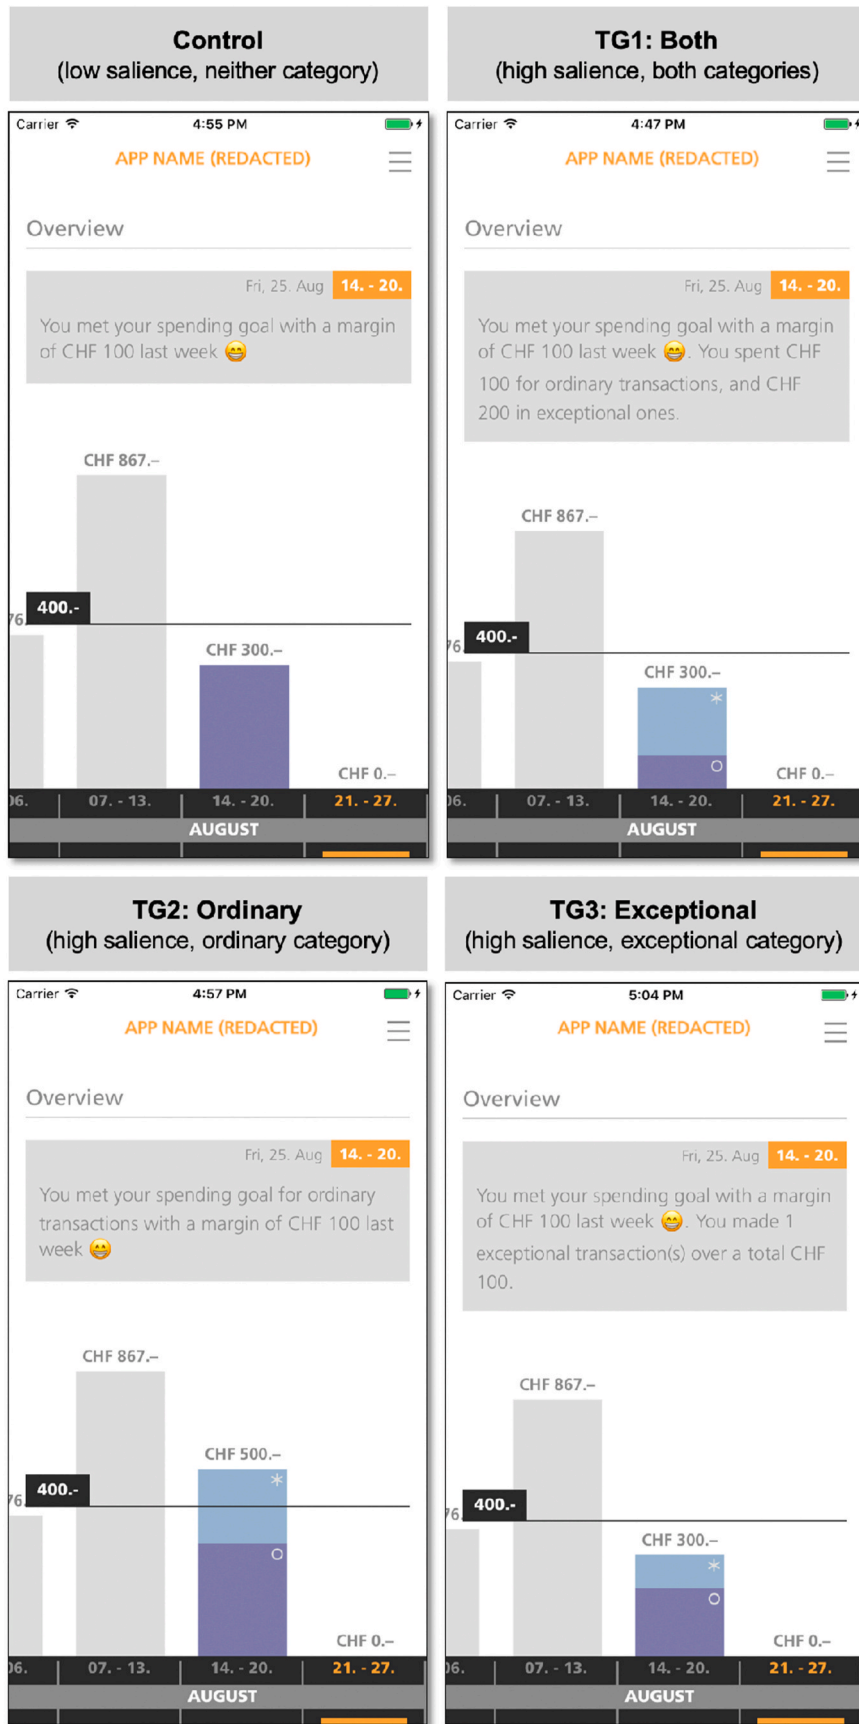 Control
(low salience, neither category)
Carrier
4:55 PM
APP NAME (REDACTED)
Overview
Fri, 25. Aug 14. - 20.
You met your spending goal with a margin
of CHF 100 last week 😁
CHF 867.–
76.
400.-
CHF 300.–
CHF 0.–
06. 07. - 13. 14. - 20. 21. - 27.
AUGUST
TG1: Both
(high salience, both categories)
Carrier
4:47 PM
APP NAME (REDACTED)
Overview
Fri, 25. Aug 14. - 20.
You met your spending goal with a margin
of CHF 100 last week 😁. You spent CHF
100 for ordinary transactions, and CHF
200 in exceptional ones.
CHF 867.–
76.
400.-
CHF 300.–
CHF 0.–
06. 07. - 13. 14. - 20. 21. - 27.
AUGUST
TG2: Ordinary
(high salience, ordinary category)
Carrier
4:57 PM
APP NAME (REDACTED)
Overview
Fri, 25. Aug 14. - 20.
You met your spending goal for ordinary
transactions with a margin of CHF 100 last
week 😁
CHF 867.–
CHF 500.–
76.
400.-
CHF 0.–
06. 07. - 13. 14. - 20. 21. - 27.
AUGUST
TG3: Exceptional
(high salience, exceptional category)
Carrier
5:04 PM
APP NAME (REDACTED)
Overview
Fri, 25. Aug 14. - 20.
You met your spending goal with a margin
of CHF 100 last week 😁. You made 1
exceptional transaction(s) over a total CHF
100.
CHF 867.–
76.
400.-
CHF 300.–
CHF 0.–
06. 07. - 13. 14. - 20. 21. - 27.
AUGUST